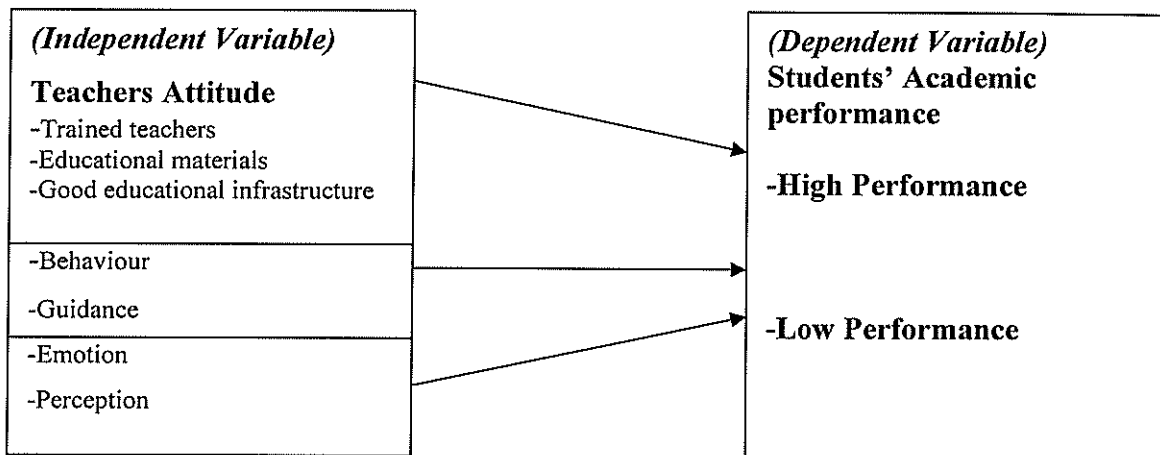 (Independent Variable)
Teachers Attitude
-Trained teachers
-Educational materials
-Good educational infrastructure
-Behaviour
-Guidance
-Emotion
-Perception
(Dependent Variable)
Students' Academic
performance
-High Performance
-Low Performance